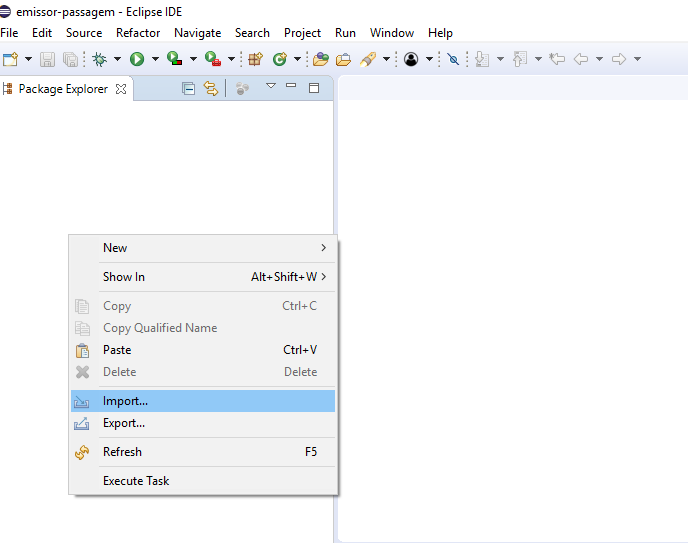 emissor-passagem - Eclipse IDE
File Edit Source Refactor Navigate Search Project Run Window Help
Package Explorer
New
Show In Alt+Shift+W
Copy Ctrl+C
Copy Qualified Name
Paste Ctrl+V
Delete Delete
Import...
Export...
Refresh F5
Execute Task